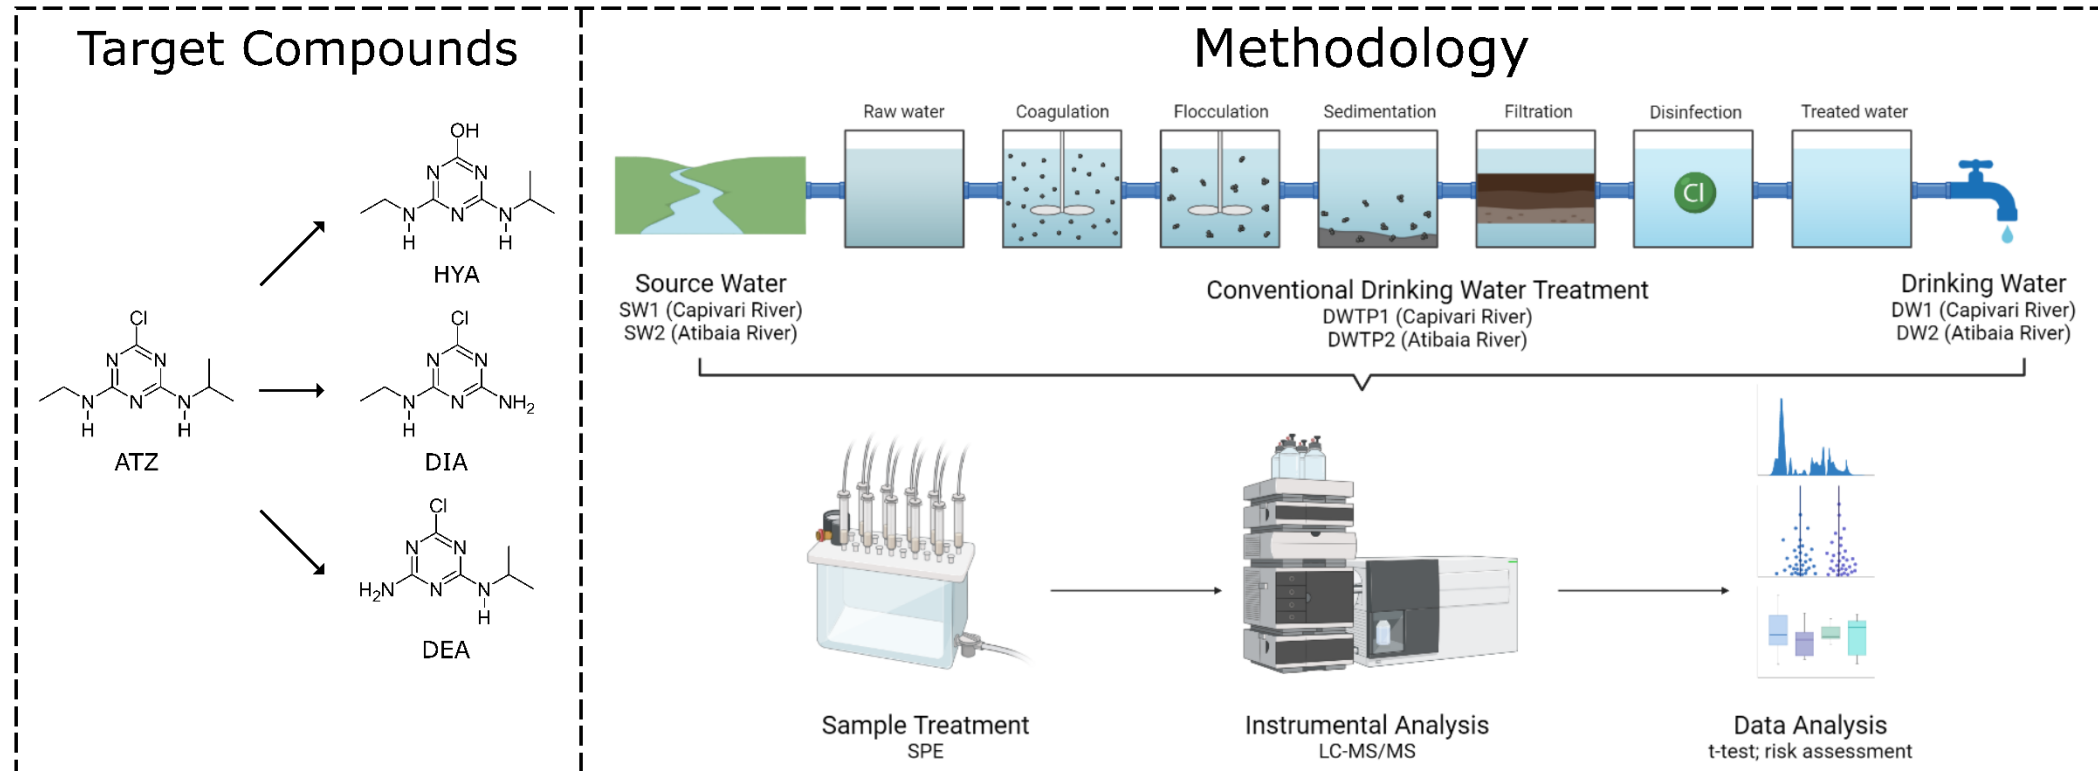 Target Compounds
OH
N N
N
N
H
N
H
HYA
Cl
N N
N
N
H
N
H
ATZ
Cl
N N
N
N
H
NH2
DIA
Cl
N N
N
H2N
N
H
DEA
Methodology
Raw water
Coagulation
Flocculation
Sedimentation
Filtration
Disinfection
Treated water
Cl
Source Water
SW1 (Capivari River)
SW2 (Atibaia River)
Conventional Drinking Water Treatment
DWTP1 (Capivari River)
DWTP2 (Atibaia River)
Drinking Water
DW1 (Capivari River)
DW2 (Atibaia River)
Sample Treatment
SPE
Instrumental Analysis
LC-MS/MS
Data Analysis
t-test; risk assessment